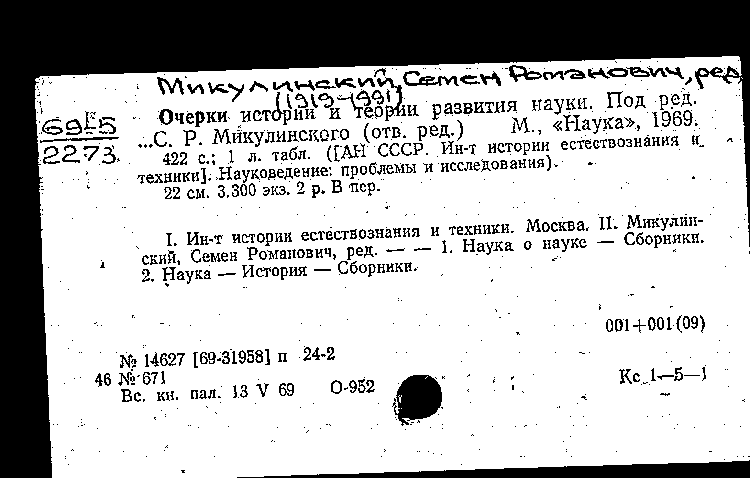 Микулинский, Семен Романович, ред.
(1919-1991)
69-5
2273
Очерки истории и теории развития науки. Под ред.
...С. Р. Микулинского (отв. ред.) М., «Наука», 1969.
422 с.; 1 л. табл. ([АН СССР. Ин-т истории естествознания и
техники]. Науковедение: проблемы и исследования).
22 см. 3.300 экз. 2 р. В пер.
I. Ин-т истории естествознания и техники. Москва. II. Микулин-
ский, Семен Романович, ред. — — 1. Наука о науке — Сборники.
2. Наука — История — Сборники.
001+001(09)
№ 14627 [69-31958] п 24-2
46 № 671
Вс. кн. пал. 13 V 69 О-952
Кс 1—5—1